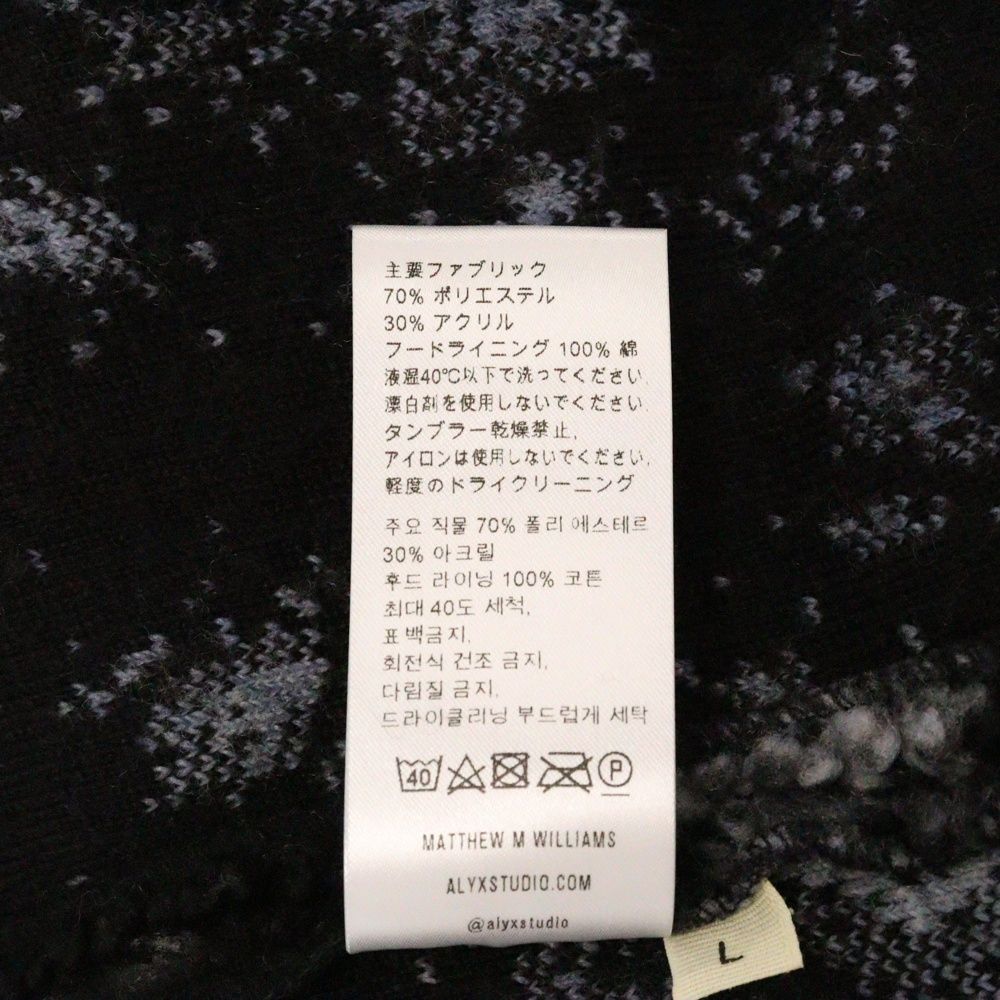 主要ファブリック
70% ポリエステル
30% アクリル
フードライニング 100% 綿
液温40℃以下で洗ってください.
漂白剤を使用しないでください.
タンブラー乾燥禁止,
アイロンは使用しないでください,
軽度のドライクリーニング
주요 직물 70% 폴리 에스테르
30% 아크릴
후드 라이닝 100% 코튼
최대 40도 세척,
표 백금지,
회전식 건조 금지,
다림질 금지,
드라이클리닝 부드럽게 세탁
40 P
MATTHEW M WILLIAMS
ALYXSTUDIO.COM
@alyxstudio
L